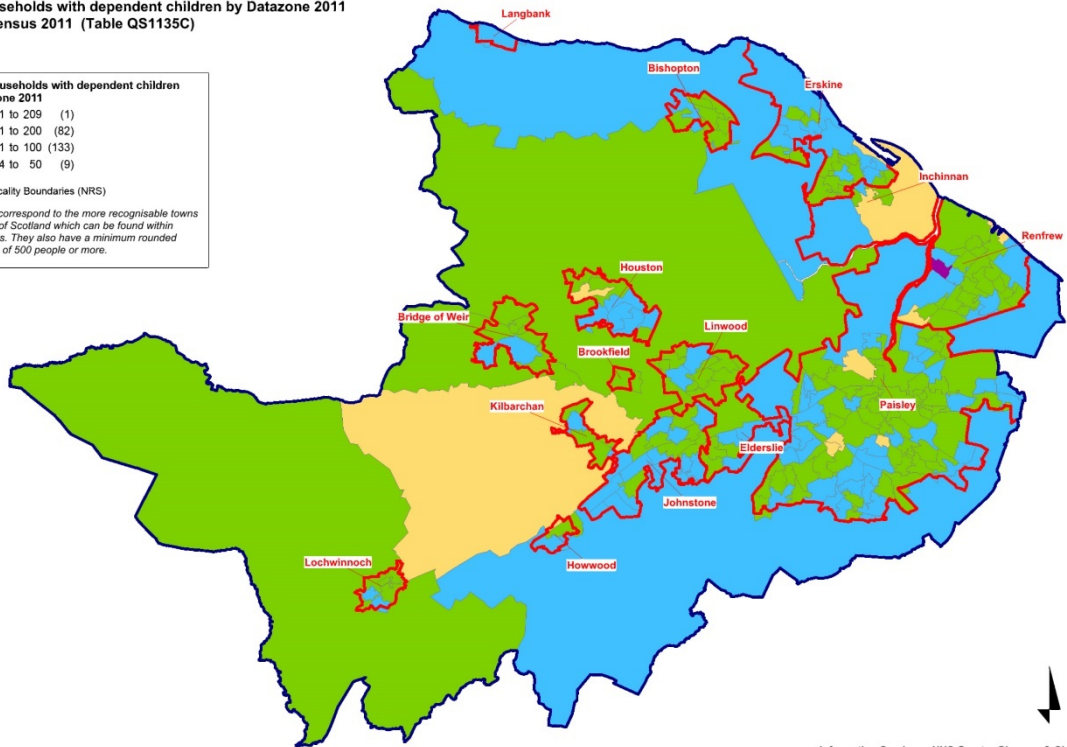 seholds with dependent children by Datazone 2011
ensus 2011 (Table QS1135C)
useholds with dependent children
one 2011
1 to 209 (1)
1 to 200 (82)
1 to 100 (133)
4 to 50 (9)
cality Boundaries (NRS)
correspond to the more recognisable towns
of Scotland which can be found within
s. They also have a minimum rounded
of 500 people or more.
Langbank
Bishopton
Erskine
Inchinnan
Renfrew
Houston
Bridge of Weir
Linwood
Brookfield
Kilbarchan
Paisley
Elderslie
Johnstone
Lochwinnoch
Howwood